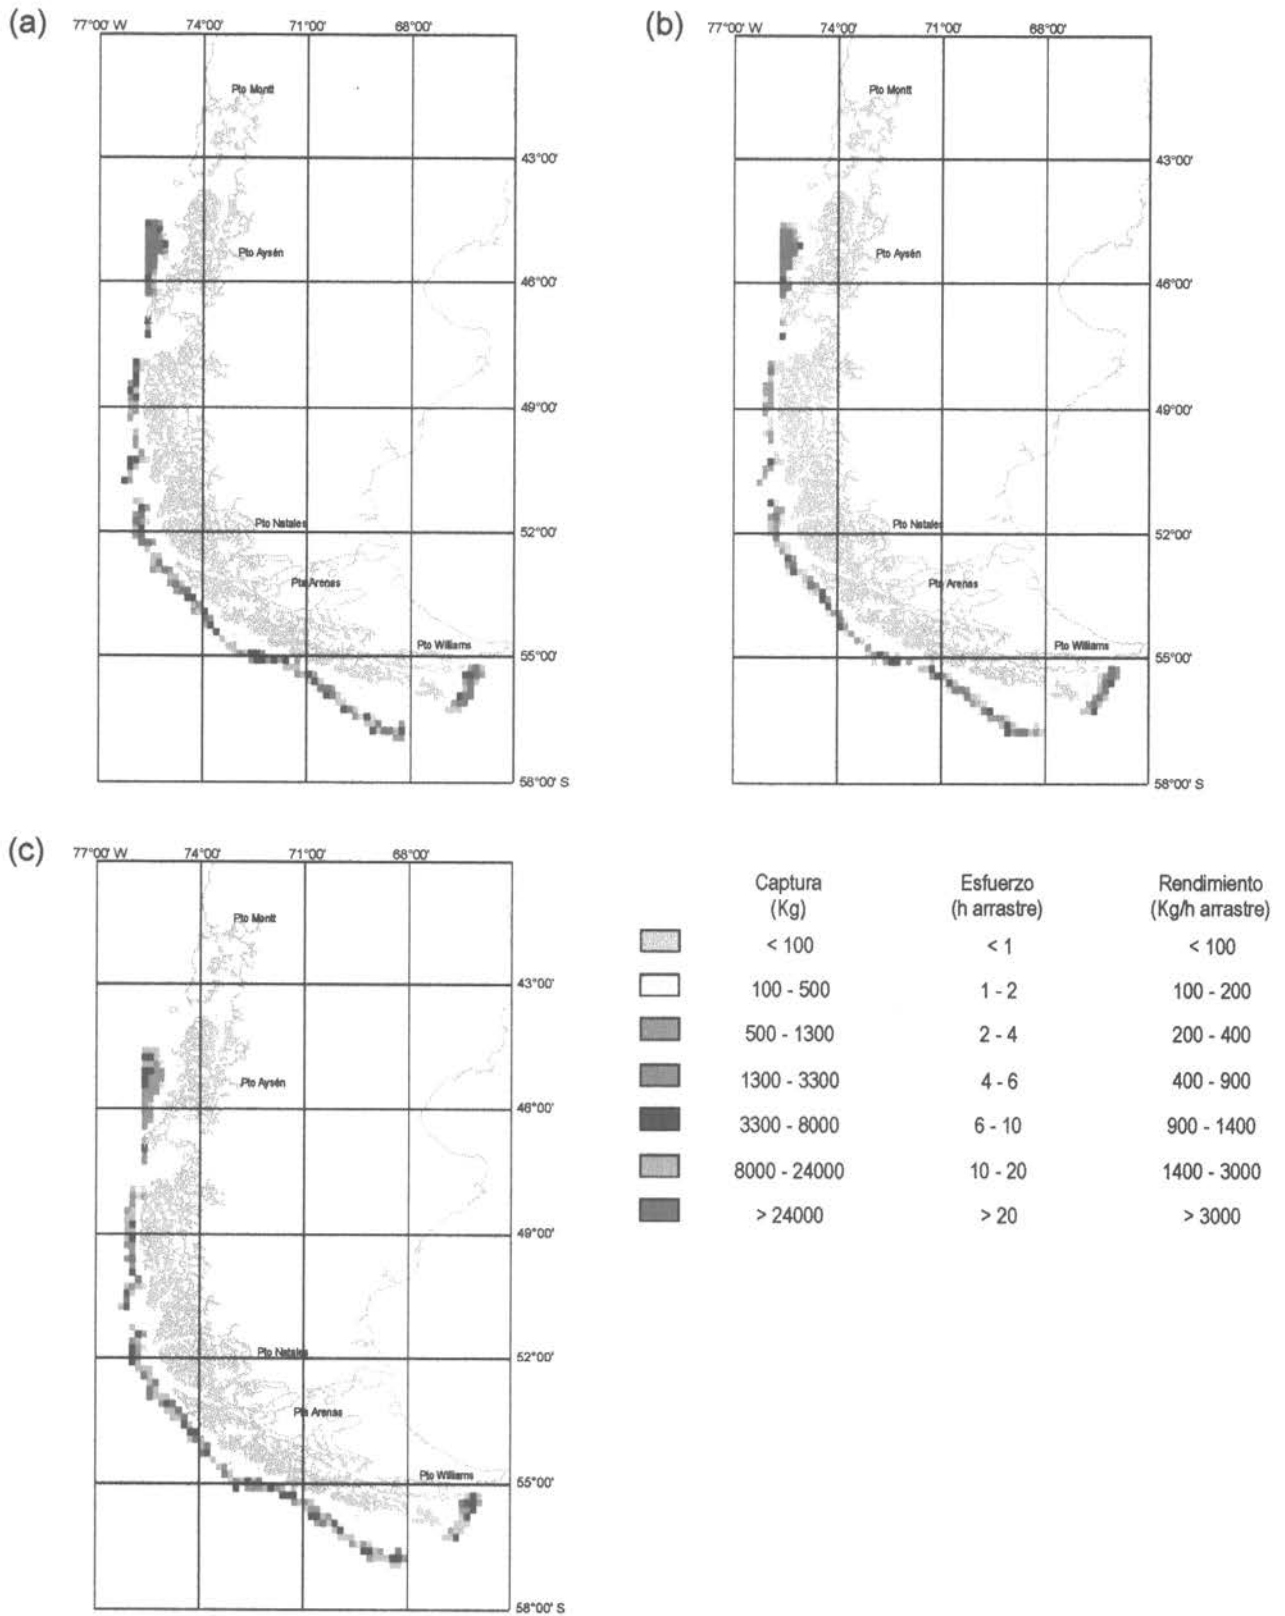 (a)
77°00' W 74°00' 71°00' 68°00'
Pto Montt
43°00'
Pto Aysén
46°00'
49°00'
Pto Natales
52°00'
Pta Arenas
Pto Williams
55°00'
58°00' S
(b)
77°00' W 74°00' 71°00' 68°00'
Pto Montt
43°00'
Pto Aysén
46°00'
49°00'
Pto Natales
52°00'
Pta Arenas
Pto Williams
55°00'
58°00' S
(c)
77°00' W 74°00' 71°00' 68°00'
Pto Montt
43°00'
Pto Aysén
46°00'
49°00'
Pto Natales
52°00'
Pta Arenas
Pto Williams
55°00'
58°00' S
Captura Esfuerzo Rendimiento
(Kg) (h arrastre) (Kg/h arrastre)
< 100 < 1 < 100
100 - 500 1 - 2 100 - 200
500 - 1300 2 - 4 200 - 400
1300 - 3300 4 - 6 400 - 900
3300 - 8000 6 - 10 900 - 1400
8000 - 24000 10 - 20 1400 - 3000
> 24000 > 20 > 3000